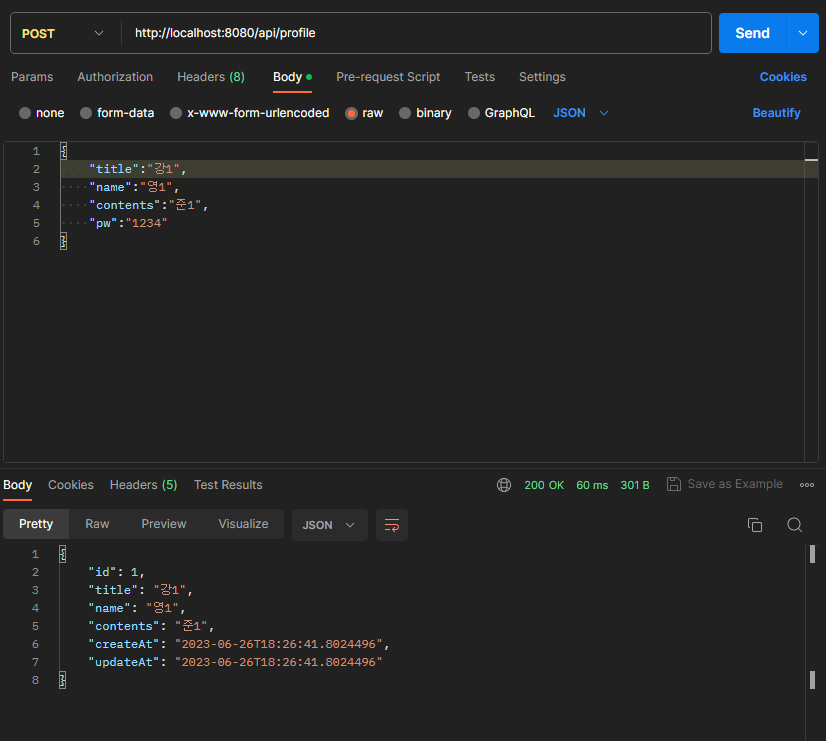 POST http://localhost:8080/api/profile Send
Params Authorization Headers (8) Body Pre-request Script Tests Settings Cookies
none form-data x-www-form-urlencoded raw binary GraphQL JSON Beautify
1 {
2 ····"title":"강1",
3 ····"name":"영1",
4 ····"contents":"준1",
5 ····"pw":"1234"
6 }
Body Cookies Headers (5) Test Results 200 OK 60 ms 301 B Save as Example
Pretty Raw Preview Visualize JSON
1 {
2 "id": 1,
3 "title": "강1",
4 "name": "영1",
5 "contents": "준1",
6 "createAt": "2023-06-26T18:26:41.8024496",
7 "updateAt": "2023-06-26T18:26:41.8024496"
8 }